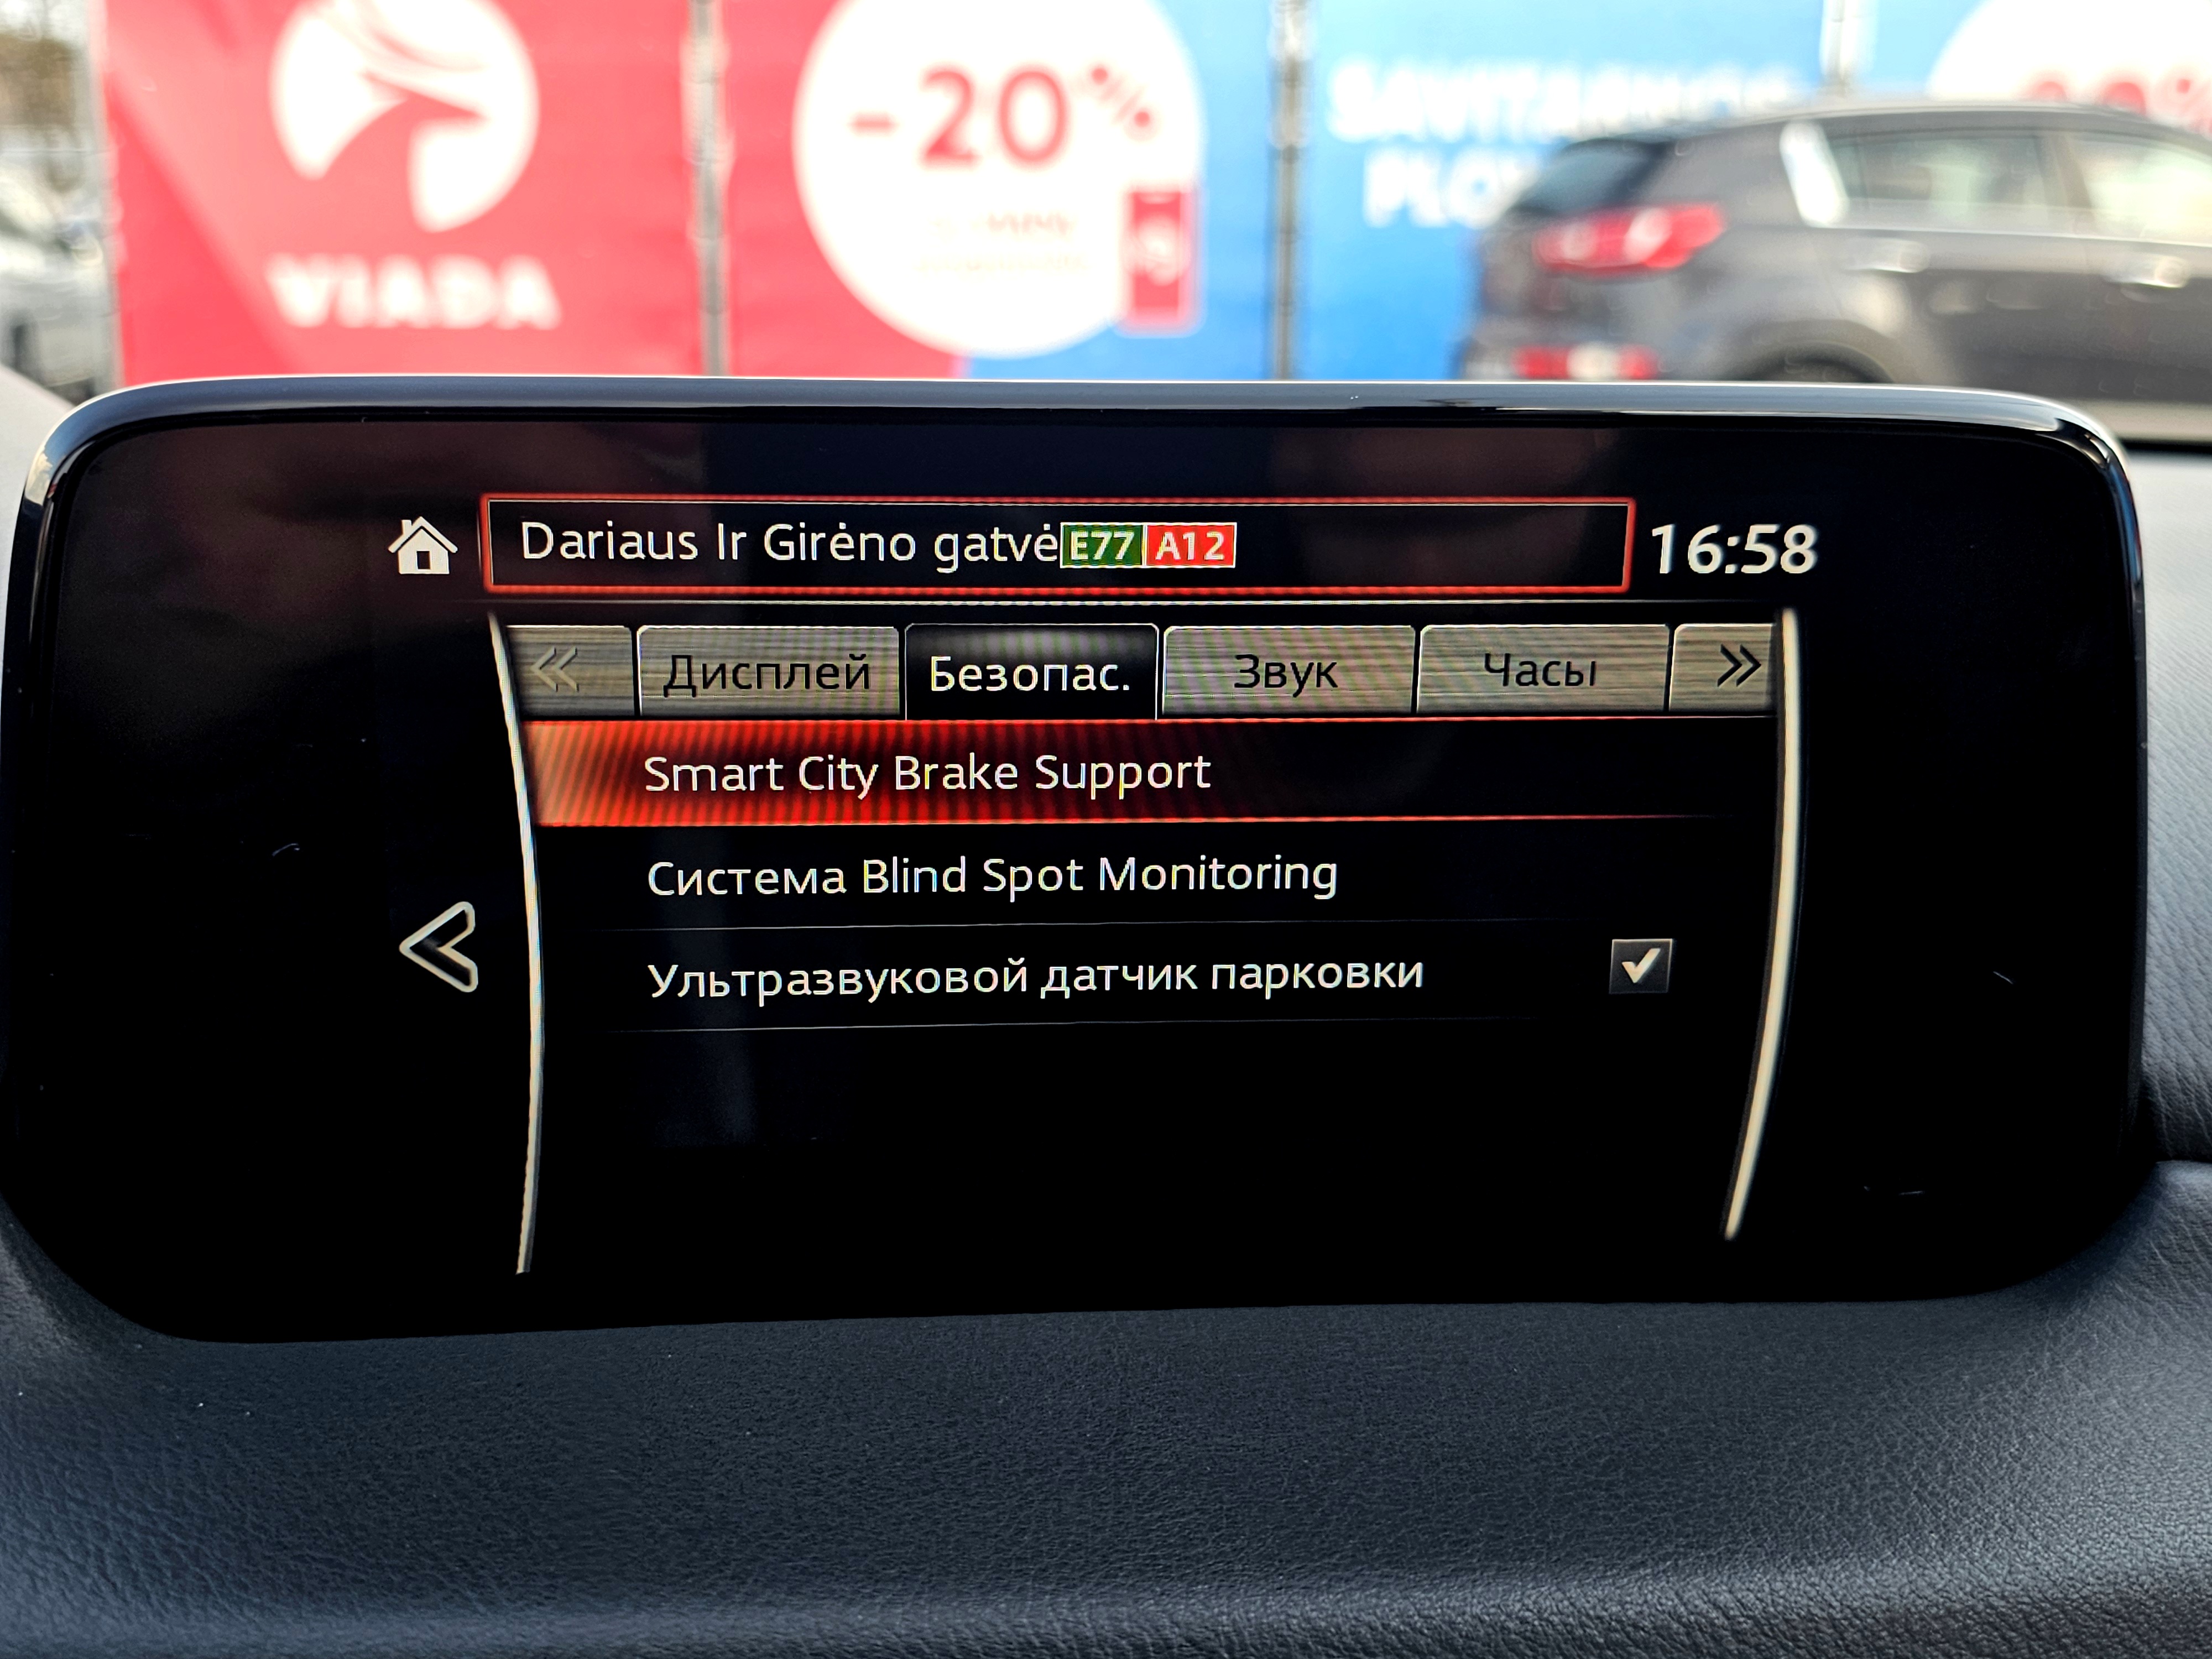 VIADA
-20%
Dariaus Ir Girėno gatvė E77 A12
16:58
« Дисплей Безопас. Звук Часы »
Smart City Brake Support
Система Blind Spot Monitoring
Ультразвуковой датчик парковки